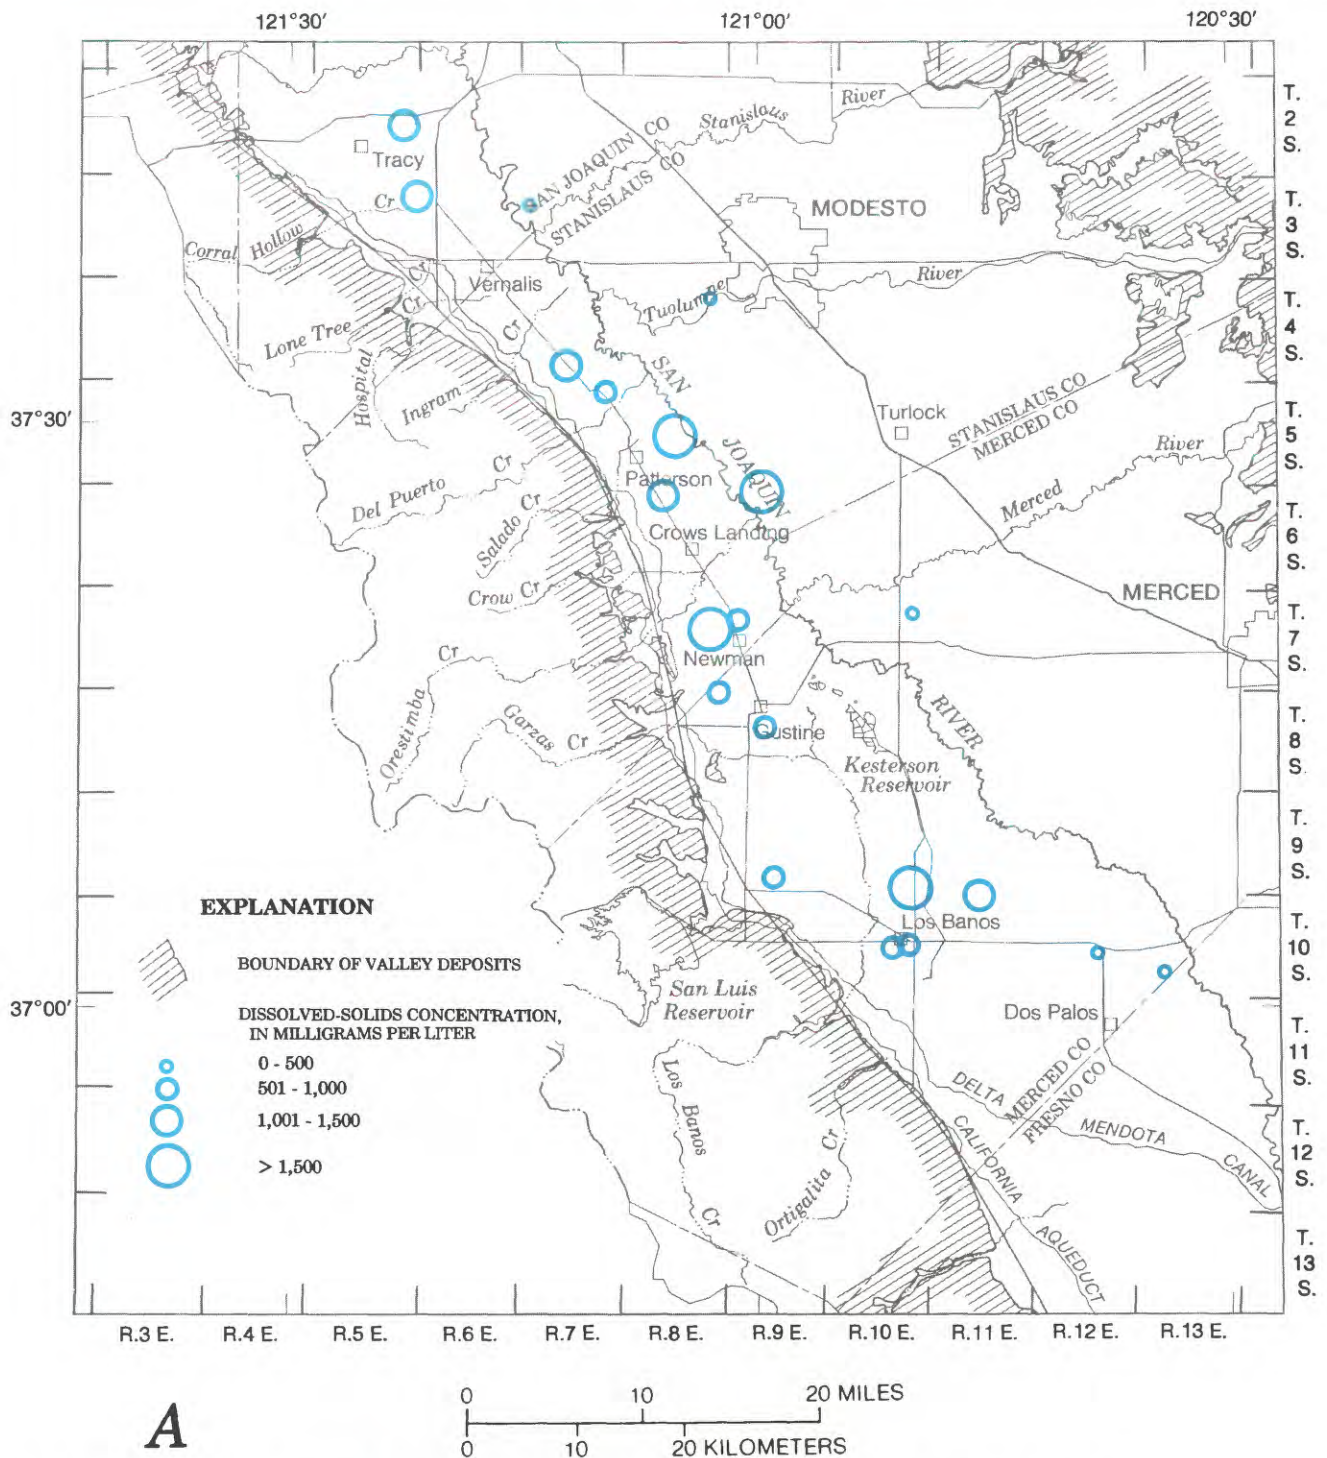 121°30′ 121°00′ 120°30′
T. 2 S.
River
Stanislaus
SAN JOAQUIN CO
STANISLAUS CO
Tracy
Cr
T. 3 S.
MODESTO
Corral Hollow
Cr
Vernalis
River
Tuolumne
Cr
T. 4 S.
Lone Tree
Cr
Hospital
Ingram
SAN
JOAQUIN
RIVER
37°30′
Turlock
STANISLAUS CO
MERCED CO
T. 5 S.
River
Merced
Patterson
Del Puerto
Cr
Salado Cr
Crows Landing
T. 6 S.
Crow Cr
MERCED
T. 7 S.
Newman
Orestimba
Cr
Garzas
Cr
Gustine
Kesterson
Reservoir
T. 8 S.
T. 9 S.
EXPLANATION
BOUNDARY OF VALLEY DEPOSITS
DISSOLVED-SOLIDS CONCENTRATION,
IN MILLIGRAMS PER LITER
0 - 500
501 - 1,000
1,001 - 1,500
> 1,500
Los Banos
T. 10 S.
San Luis
Reservoir
37°00′
Dos Palos
T. 11 S.
Los Banos
Cr
Ortigalita
Cr
MERCED CO
FRESNO CO
DELTA
MENDOTA
CANAL
CALIFORNIA
AQUEDUCT
T. 12 S.
T. 13 S.
R.3 E. R.4 E. R.5 E. R.6 E. R.7 E. R.8 E. R.9 E. R.10 E. R.11 E. R.12 E. R.13 E.
A
0 10 20 MILES
0 10 20 KILOMETERS